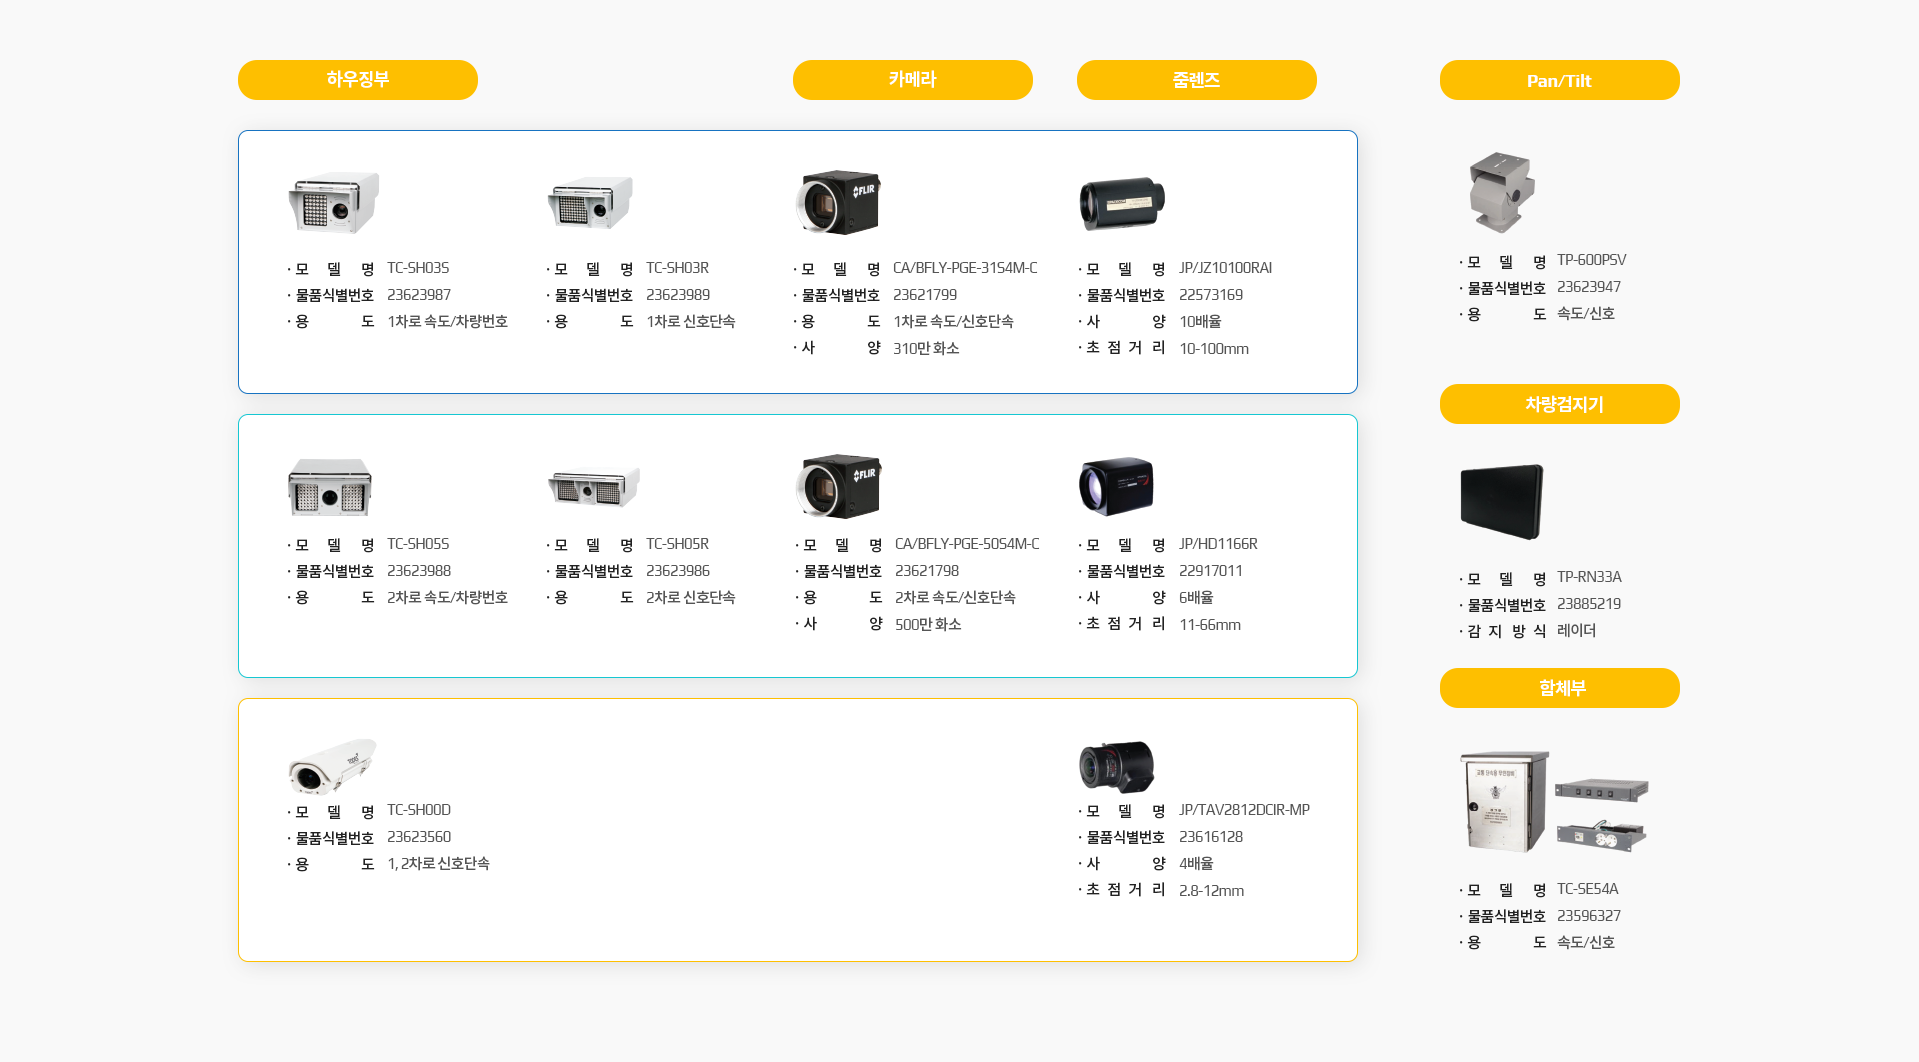 하우징부
카메라
줌렌즈
Pan/Tilt
FLIR
· 모 델 명 TC-SH03S
· 물품식별번호 23623987
· 용 도 1차로 속도/차량번호
· 모 델 명 TC-SH03R
· 물품식별번호 23623989
· 용 도 1차로 신호단속
· 모 델 명 CA/BFLY-PGE-31S4M-C
· 물품식별번호 23621799
· 용 도 1차로 속도/신호단속
· 사 양 310만 화소
· 모 델 명 JP/JZ10100RAI
· 물품식별번호 22573169
· 사 양 10배율
· 초 점 거 리 10-100mm
· 모 델 명 TP-600PSV
· 물품식별번호 23623947
· 용 도 속도/신호
차량검지기
FLIR
· 모 델 명 TC-SH05S
· 물품식별번호 23623988
· 용 도 2차로 속도/차량번호
· 모 델 명 TC-SH05R
· 물품식별번호 23623986
· 용 도 2차로 신호단속
· 모 델 명 CA/BFLY-PGE-50S4M-C
· 물품식별번호 23621798
· 용 도 2차로 속도/신호단속
· 사 양 500만 화소
· 모 델 명 JP/HD1166R
· 물품식별번호 22917011
· 사 양 6배율
· 초 점 거 리 11-66mm
· 모 델 명 TP-RN33A
· 물품식별번호 23885219
· 감 지 방 식 레이더
함체부
· 모 델 명 TC-SH00D
· 물품식별번호 23623560
· 용 도 1, 2차로 신호단속
· 모 델 명 JP/TAV2812DCIR-MP
· 물품식별번호 23616128
· 사 양 4배율
· 초 점 거 리 2.8-12mm
교통 단속용 무인장비
· 모 델 명 TC-SE54A
· 물품식별번호 23596327
· 용 도 속도/신호